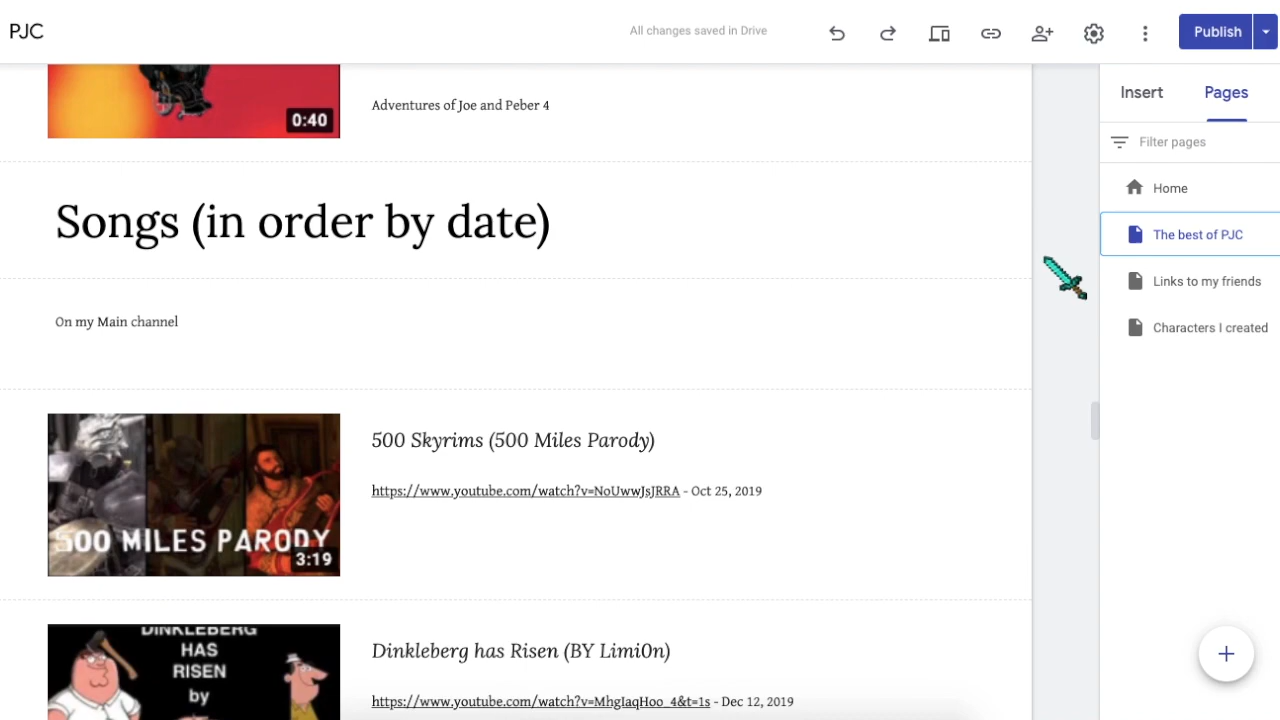 PJC
All changes saved in Drive
Publish
Insert
Pages
Filter pages
Home
The best of PJC
Links to my friends
Characters I created
0:40
Adventures of Joe and Peber 4
Songs (in order by date)
On my Main channel
500 MILES PARODY
3:19
500 Skyrims (500 Miles Parody)
https://www.youtube.com/watch?v=NoUwwJsJRRA - Oct 25, 2019
DINKLEBERG
HAS
RISEN
by
Dinkleberg has Risen (BY Limi0n)
https://www.youtube.com/watch?v=MhgIaqHoo_4&t=1s - Dec 12, 2019